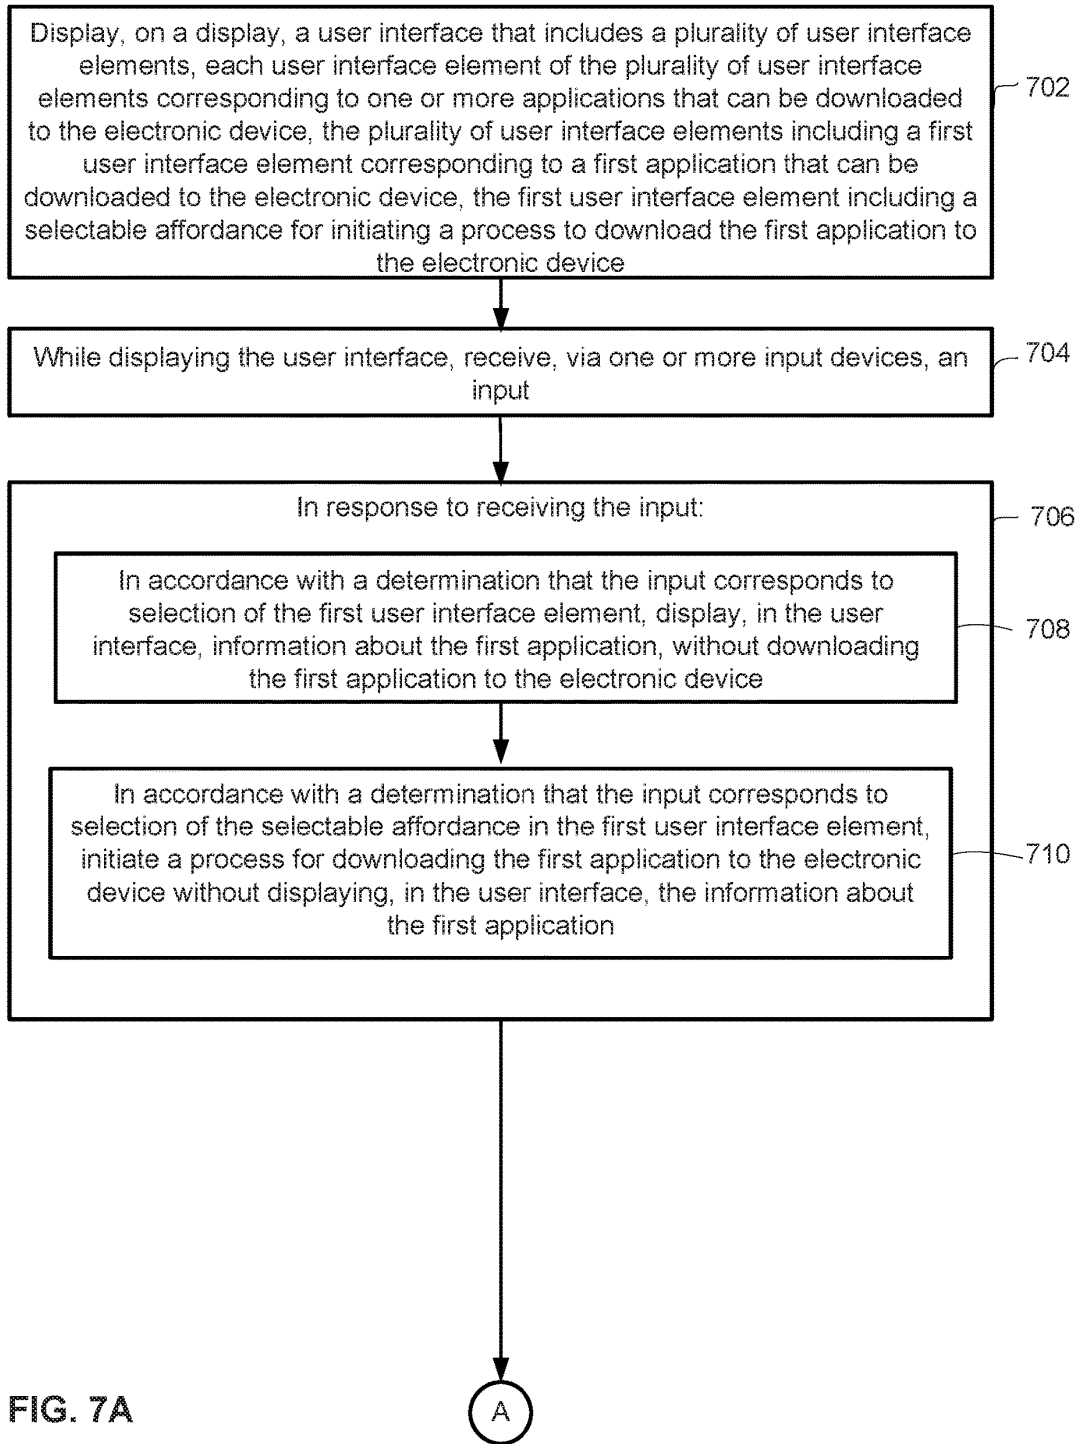 Display, on a display, a user interface that includes a plurality of user interface
elements, each user interface element of the plurality of user interface
elements corresponding to one or more applications that can be downloaded
to the electronic device, the plurality of user interface elements including a first
user interface element corresponding to a first application that can be
downloaded to the electronic device, the first user interface element including a
selectable affordance for initiating a process to download the first application to
the electronic device
702
While displaying the user interface, receive, via one or more input devices, an
input
704
In response to receiving the input:
706
In accordance with a determination that the input corresponds to
selection of the first user interface element, display, in the user
interface, information about the first application, without downloading
the first application to the electronic device
708
In accordance with a determination that the input corresponds to
selection of the selectable affordance in the first user interface element,
initiate a process for downloading the first application to the electronic
device without displaying, in the user interface, the information about
the first application
710
FIG. 7A
A